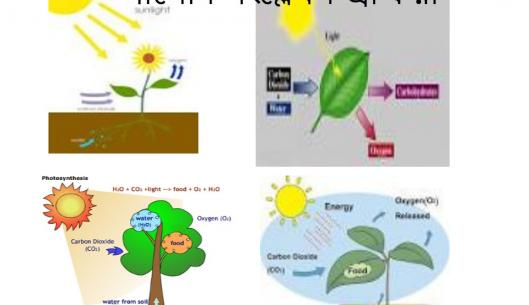 sunlight
oxygen
Light
Carbon
Dioxide
+
Water
Carbohydrates
Oxygen
Photosynthesis
H₂O + CO₂ +light --> food + O₂ + H₂O
water
(H₂O)
Oxygen (O₂)
food
Carbon Dioxide
(CO₂)
water from soil
Energy
Oxygen(O₂)
Released
Carbon Dioxide
(CO₂)
Food